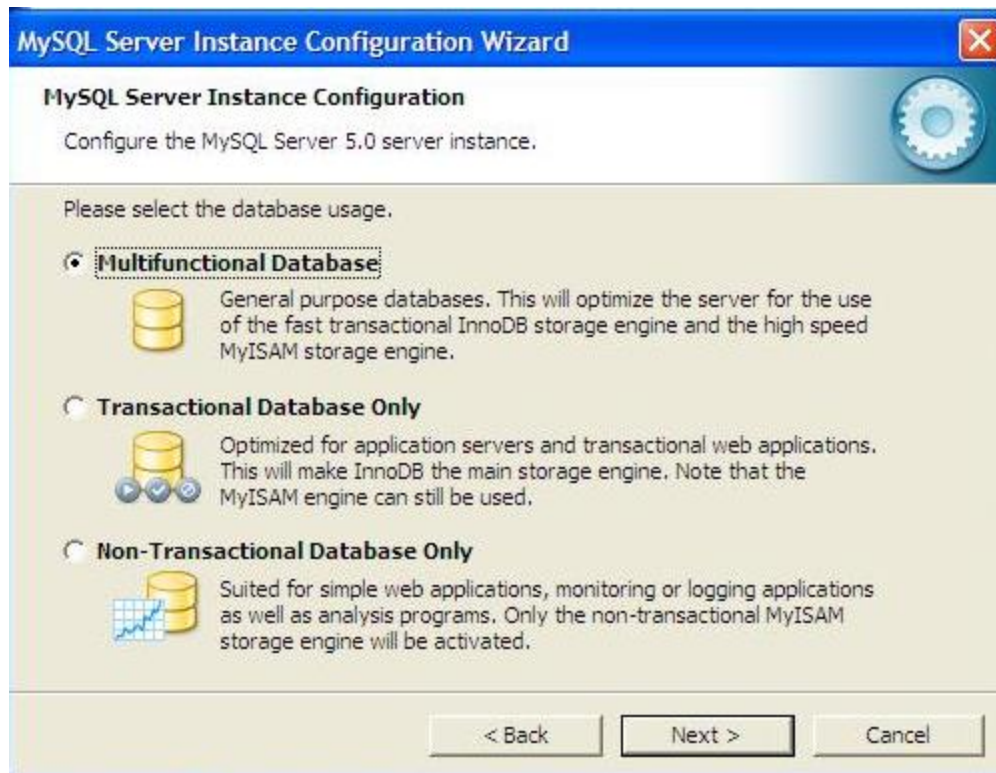 MySQL Server Instance Configuration Wizard
MySQL Server Instance Configuration
Configure the MySQL Server 5.0 server instance.
Please select the database usage.
Multifunctional Database
General purpose databases. This will optimize the server for the use
of the fast transactional InnoDB storage engine and the high speed
MyISAM storage engine.
Transactional Database Only
Optimized for application servers and transactional web applications.
This will make InnoDB the main storage engine. Note that the
MyISAM engine can still be used.
Non-Transactional Database Only
Suited for simple web applications, monitoring or logging applications
as well as analysis programs. Only the non-transactional MyISAM
storage engine will be activated.
< Back Next > Cancel